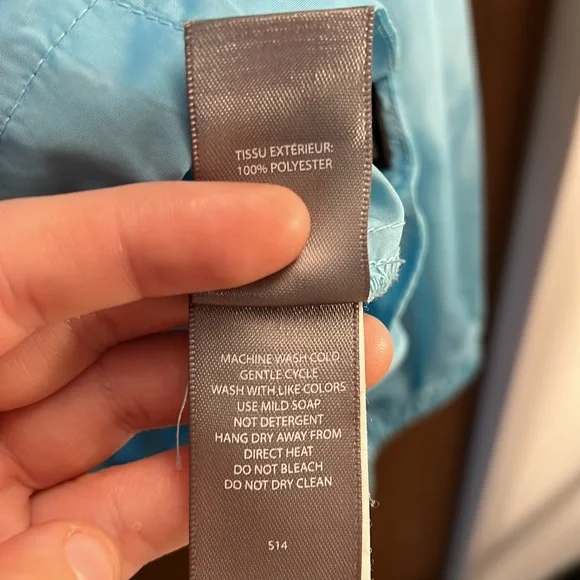 TISSU EXTÉRIEUR:
100% POLYESTER
MACHINE WASH COLD
GENTLE CYCLE
WASH WITH LIKE COLORS
USE MILD SOAP
NOT DETERGENT
HANG DRY AWAY FROM
DIRECT HEAT
DO NOT BLEACH
DO NOT DRY CLEAN
514